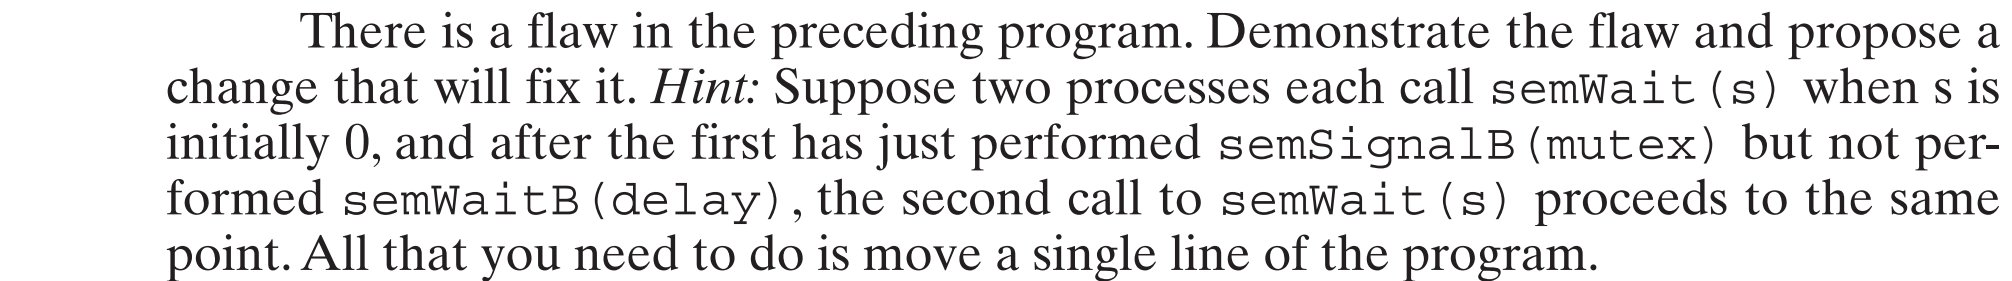 There is a flaw in the preceding program. Demonstrate the flaw and propose a
change that will fix it. Hint: Suppose two processes each call semWait(s) when s is
initially 0, and after the first has just performed semSignalB(mutex) but not per-
formed semWaitB(delay), the second call to semWait(s) proceeds to the same
point. All that you need to do is move a single line of the program.